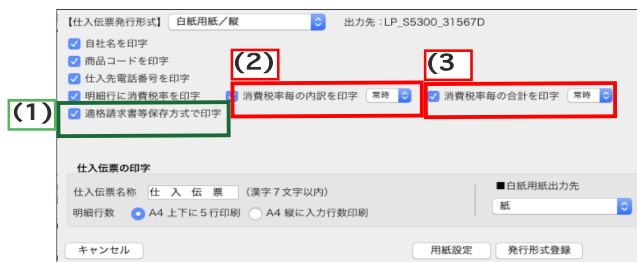 【仕入伝票発行形式】 白紙用紙／縦 出力先：LP_S5300_31567D
自社名を印字
商品コードを印字
仕入先電話番号を印字
(2) (3
明細行に消費税率を印字 消費税率毎の内訳を印字 常時 消費税率毎の合計を印字 常時
(1) 適格請求書等保存方式で印字
仕入伝票の印字
仕入伝票名称 仕 入 伝 票 (漢字７文字以内)
■白紙用紙出力先
紙
明細行数 A4 上下に５行印刷 A4 縦に入力行数印刷
キャンセル 用紙設定 発行形式登録